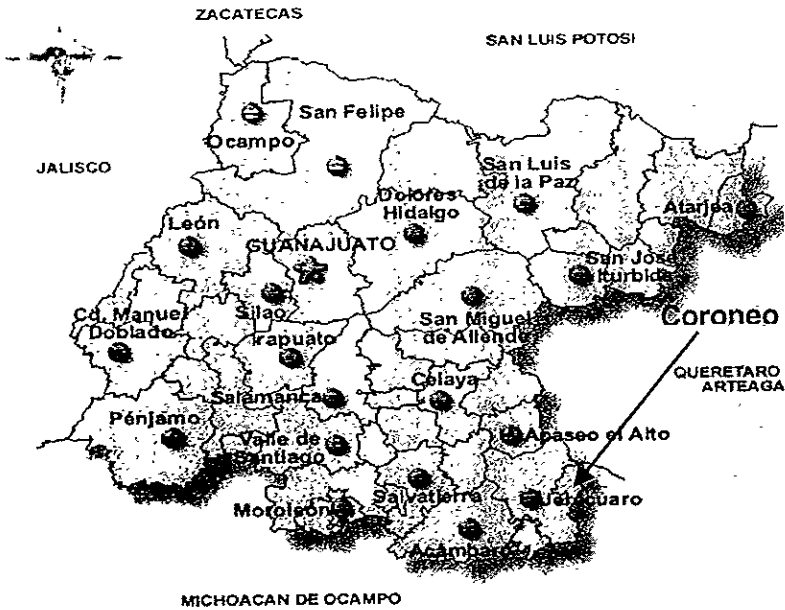 ZACATECAS
SAN LUIS POTOSI
San Felipe
Ocampo
JALISCO
San Luis
de la Paz
Dolores
Hidalgo
Atarjea
León
GUANAJUATO
San José
Iturbide
Silao
Cd. Manuel
Doblado
San Miguel
de Allende
Coroneo
Irapuato
QUERETARO
ARTEAGA
Celaya
Salamanca
Pénjamo
Apaseo el Alto
Valle de
Santiago
Salvatierra
Jerécuaro
Moroleón
Acámbaro
MICHOACAN DE OCAMPO